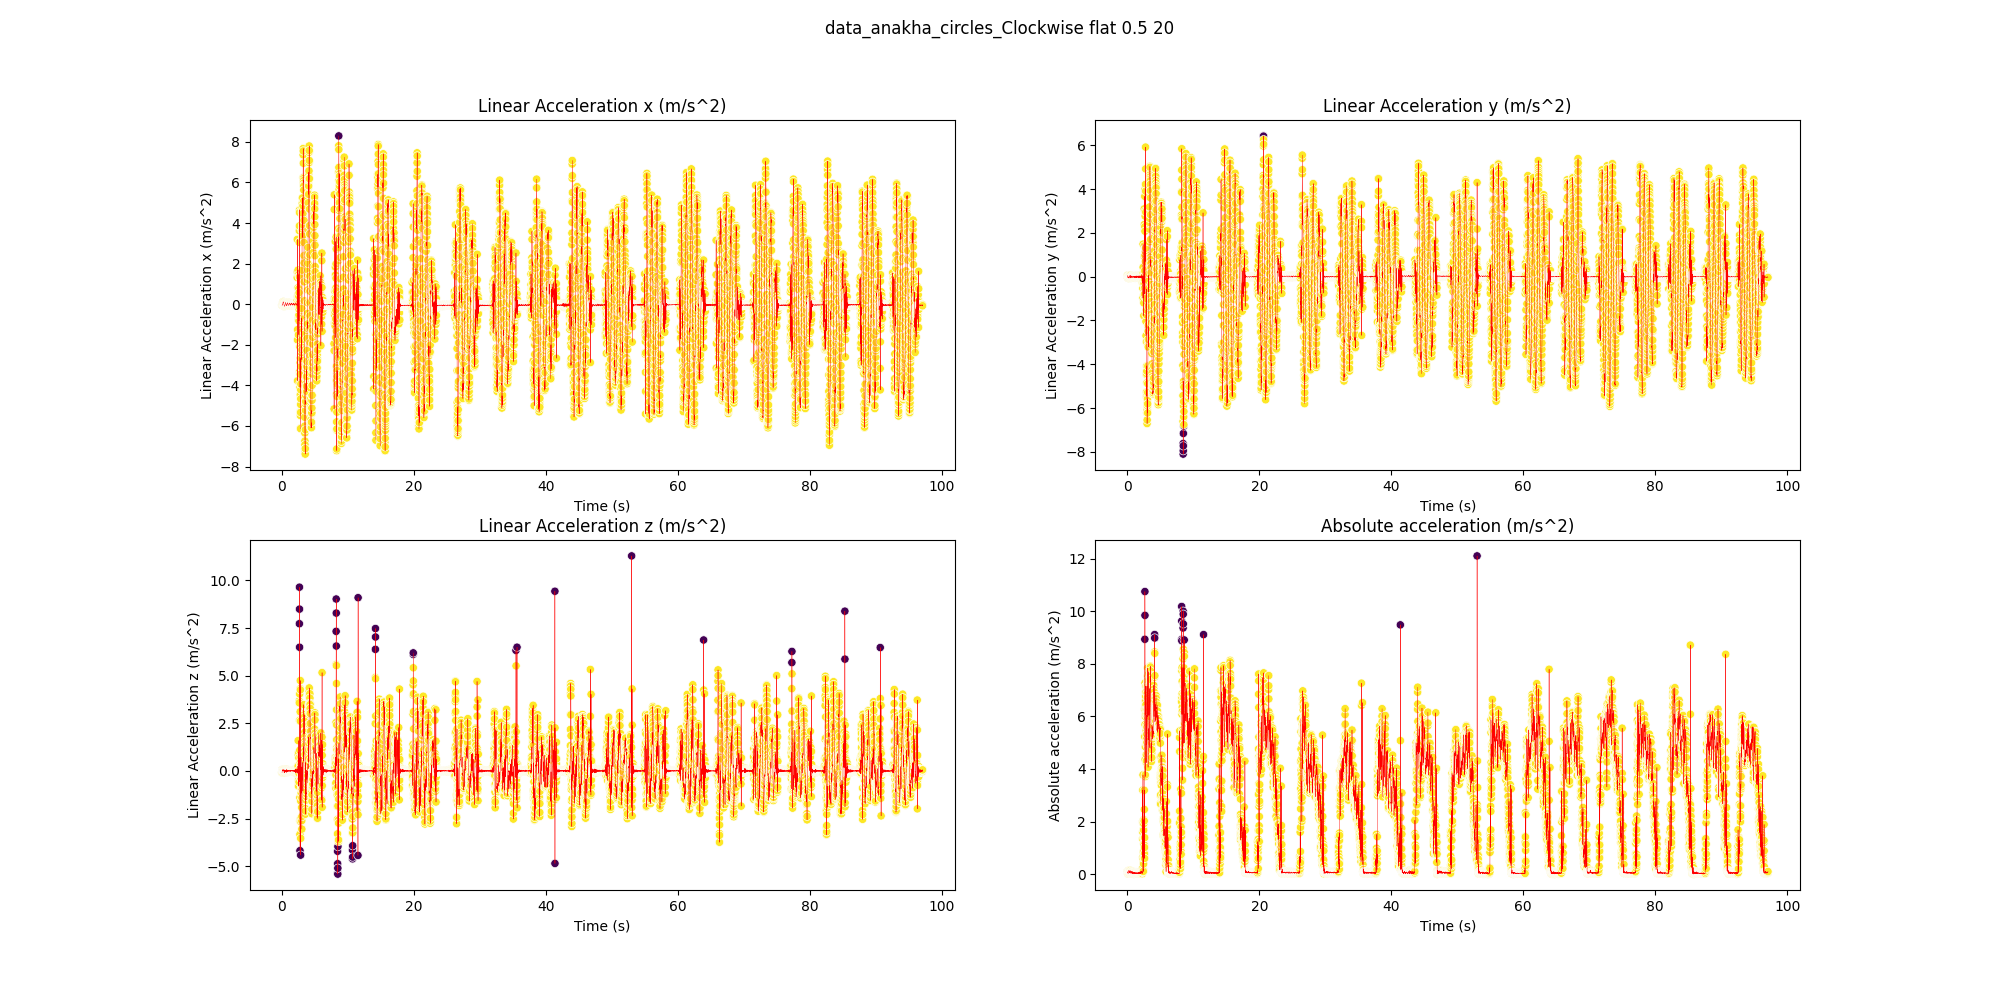 data_anakha_circles_Clockwise flat 0.5 20
Linear Acceleration x (m/s^2)
Linear Acceleration x (m/s^2)
8
6
4
2
0
−2
−4
−6
−8
0 20 40 60 80 100
Time (s)
Linear Acceleration y (m/s^2)
Linear Acceleration y (m/s^2)
6
4
2
0
−2
−4
−6
−8
0 20 40 60 80 100
Time (s)
Linear Acceleration z (m/s^2)
Linear Acceleration z (m/s^2)
10.0
7.5
5.0
2.5
0.0
−2.5
−5.0
0 20 40 60 80 100
Time (s)
Absolute acceleration (m/s^2)
Absolute acceleration (m/s^2)
12
10
8
6
4
2
0
0 20 40 60 80 100
Time (s)